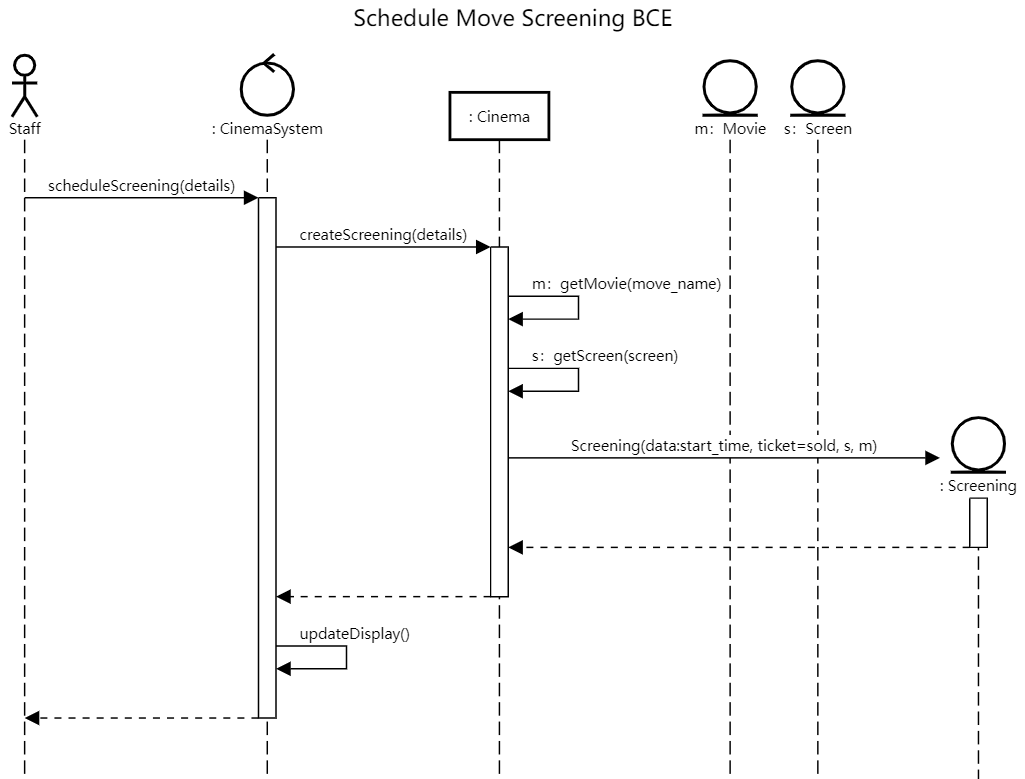 Schedule Move Screening BCE
Staff
: CinemaSystem
: Cinema
m: Movie
s: Screen
scheduleScreening(details)
createScreening(details)
m: getMovie(move_name)
s: getScreen(screen)
Screening(data:start_time, ticket=sold, s, m)
: Screening
updateDisplay()